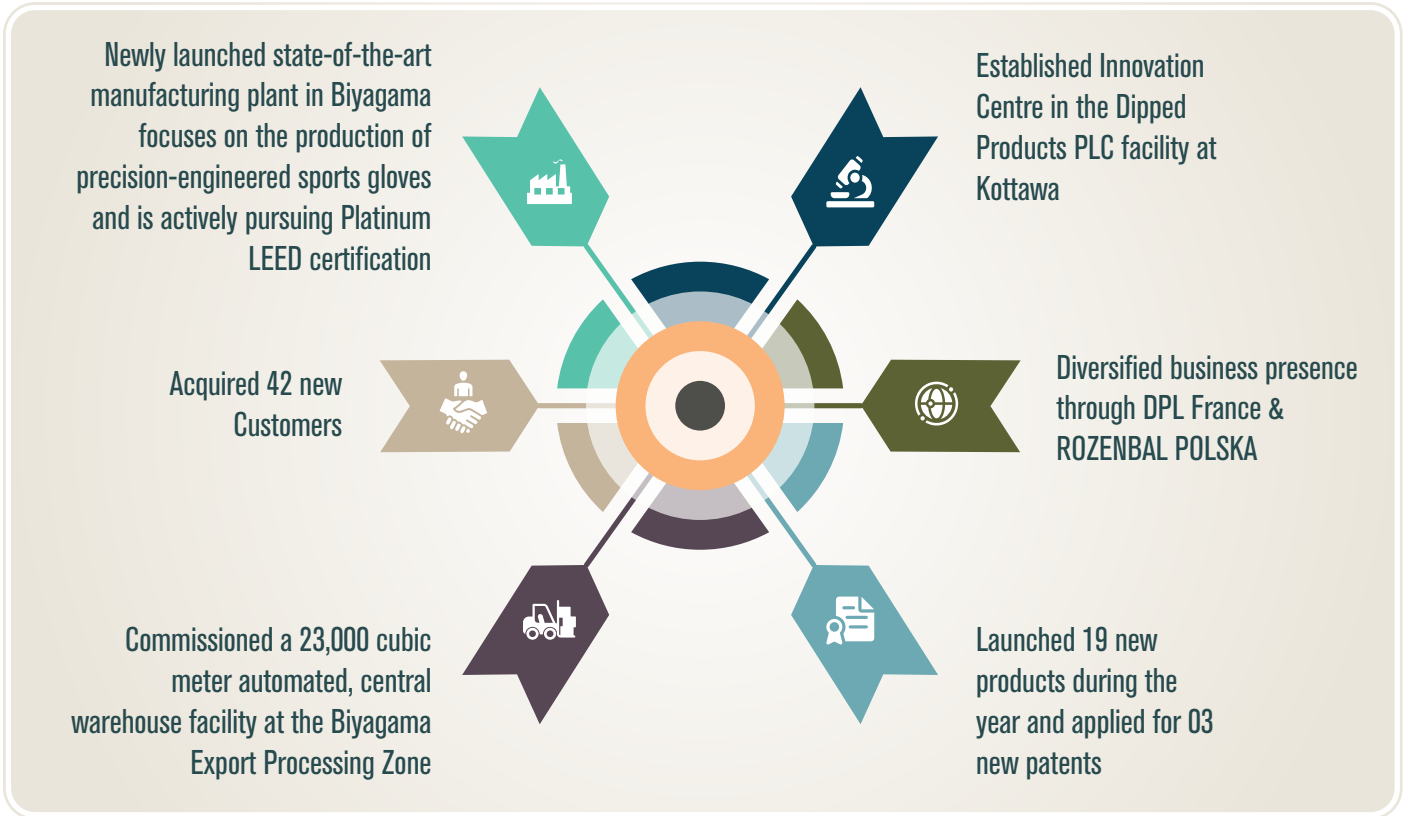 Newly launched state-of-the-art
manufacturing plant in Biyagama
focuses on the production of
precision-engineered sports gloves
and is actively pursuing Platinum
LEED certification
Established Innovation
Centre in the Dipped
Products PLC facility at
Kottawa
Acquired 42 new
Customers
Diversified business presence
through DPL France &
ROZENBAL POLSKA
Commissioned a 23,000 cubic
meter automated, central
warehouse facility at the Biyagama
Export Processing Zone
Launched 19 new
products during the
year and applied for 03
new patents